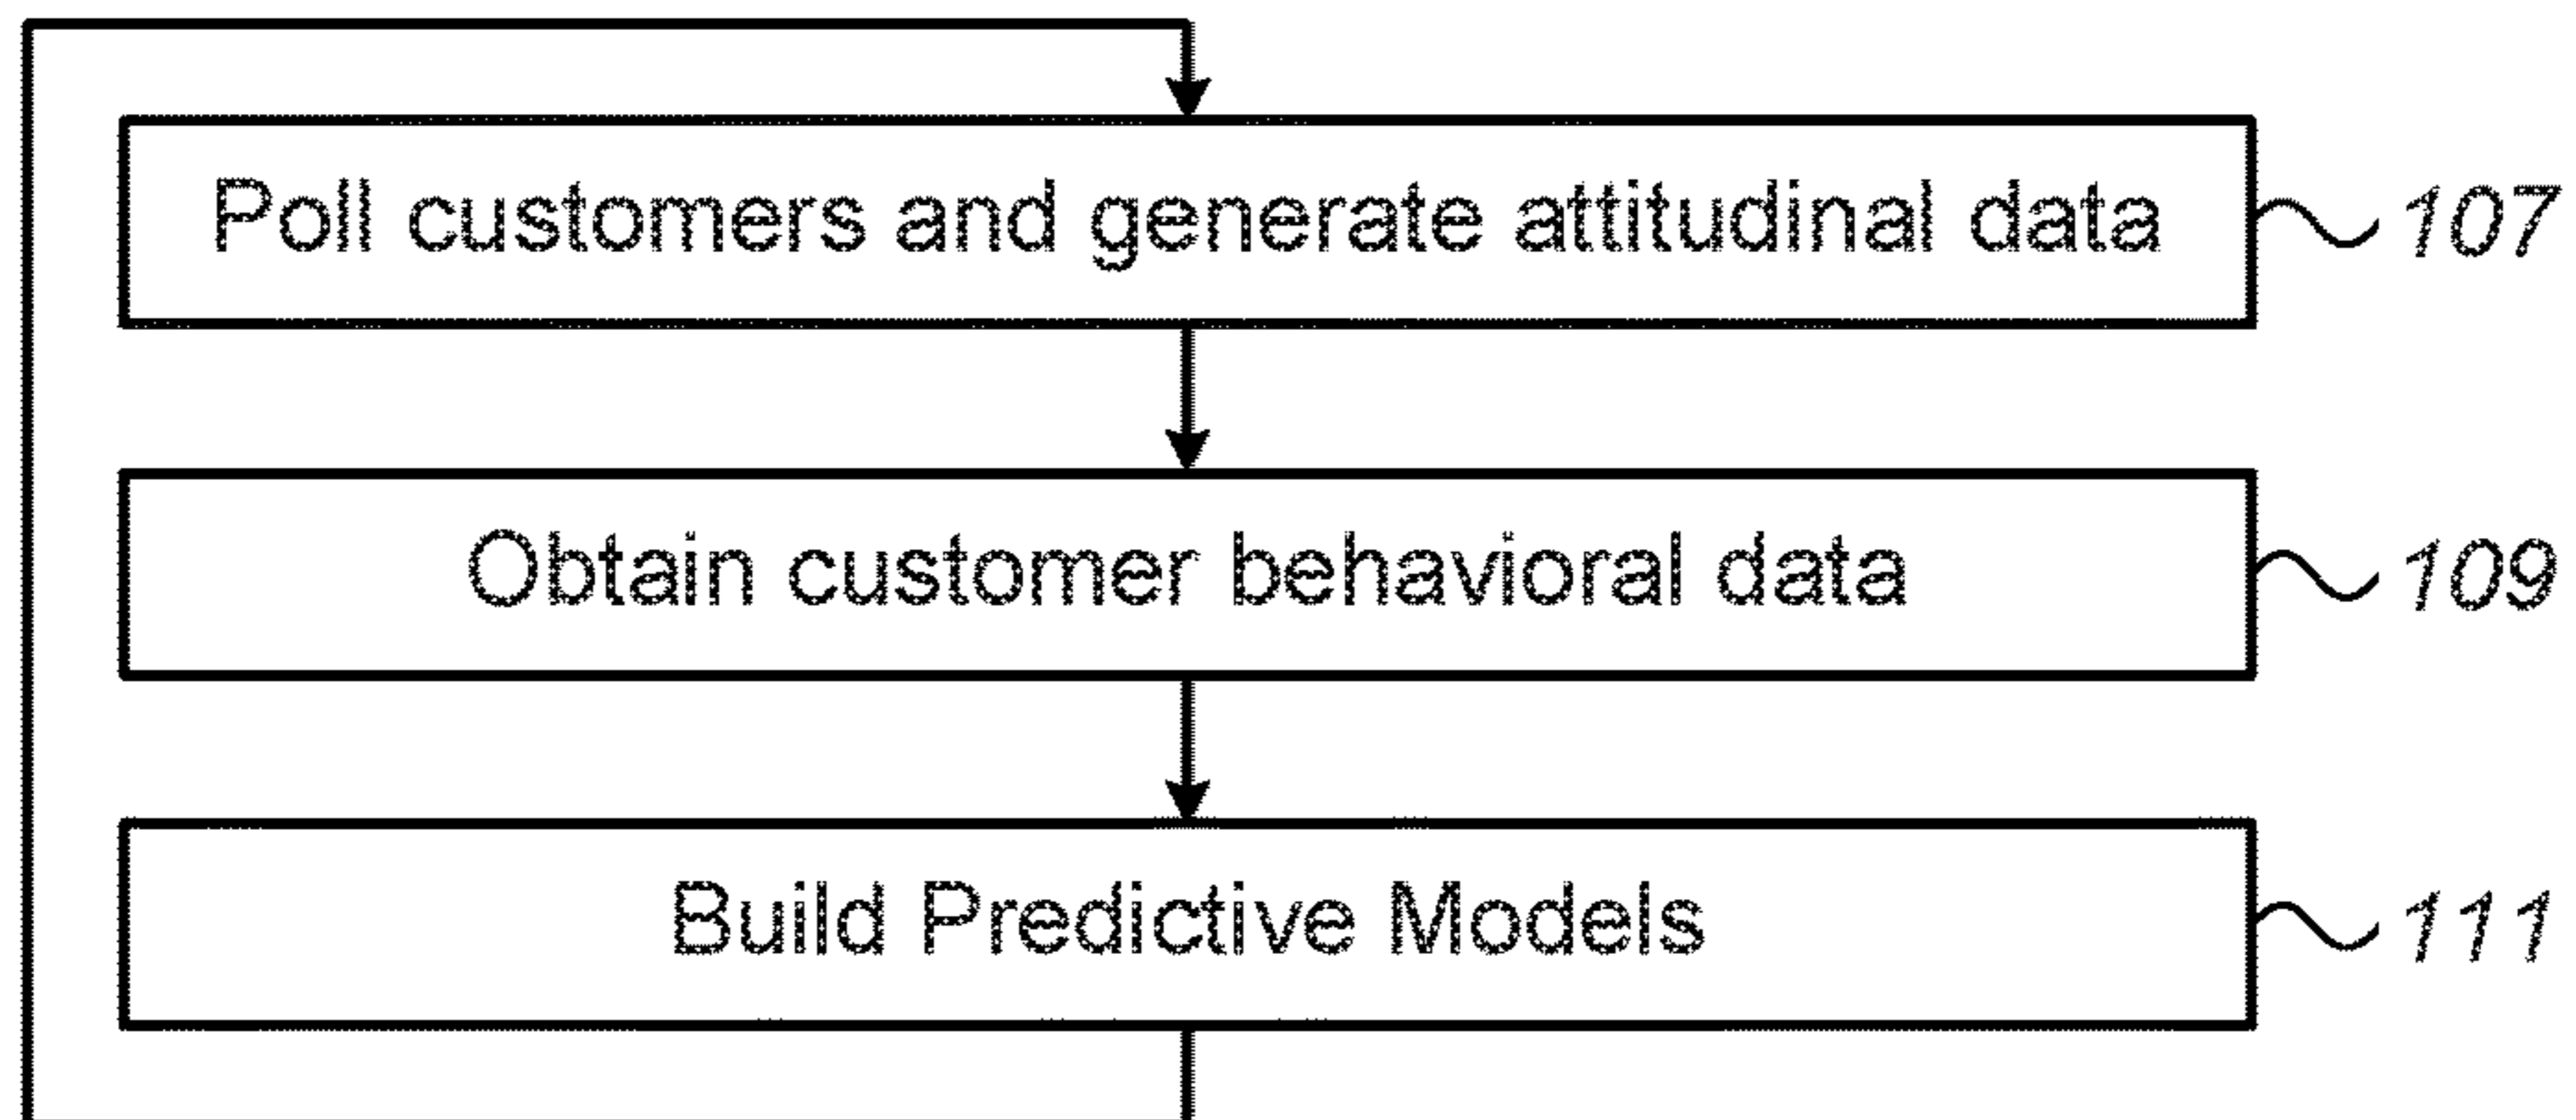 Poll customers and generate attitudinal data 107
Obtain customer behavioral data 109
Build Predictive Models 111